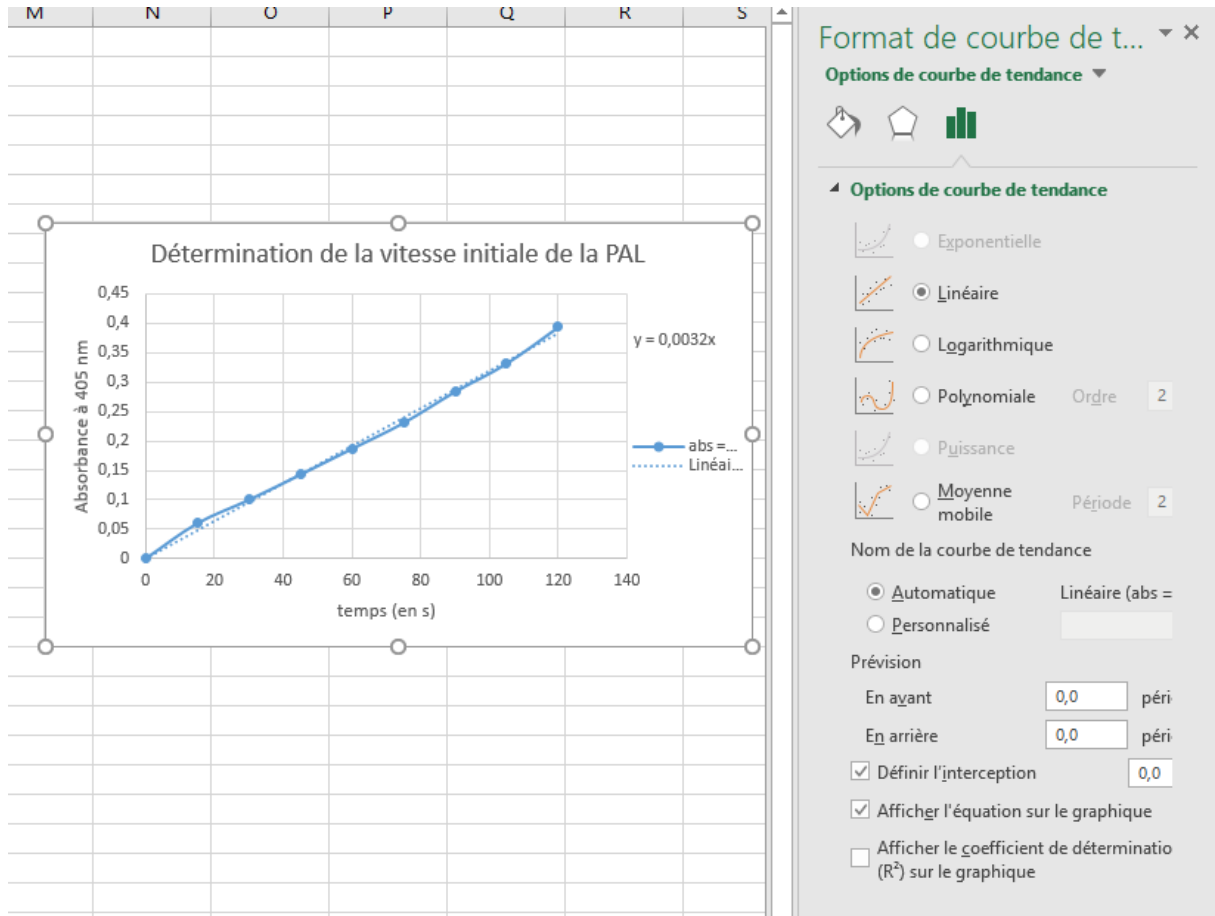 M N O P Q R S
Détermination de la vitesse initiale de la PAL
0,45
0,4
0,35
0,3
0,25
0,2
0,15
0,1
0,05
0
Absorbance à 405 nm
0 20 40 60 80 100 120 140
temps (en s)
y = 0,0032x
abs =...
Linéai...
Format de courbe de t...
Options de courbe de tendance
Options de courbe de tendance
Exponentielle
Linéaire
Logarithmique
Polynomiale Ordre 2
Puissance
Moyenne
mobile
Période 2
Nom de la courbe de tendance
Automatique Linéaire (abs =
Personnalisé
Prévision
En avant 0,0 péri
En arrière 0,0 péri
Définir l'interception 0,0
Afficher l'équation sur le graphique
Afficher le coefficient de déterminatio
(R²) sur le graphique